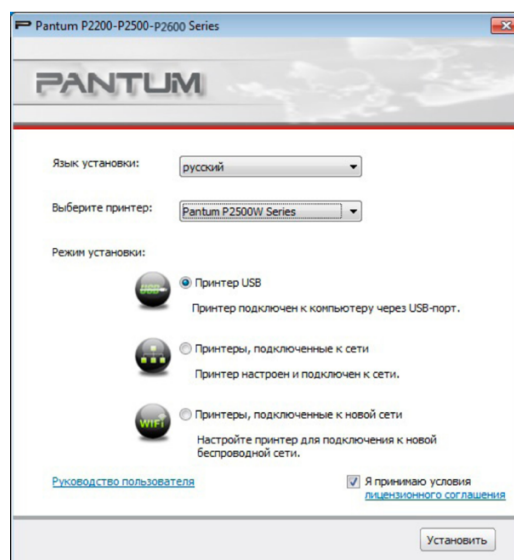 Pantum P2200-P2500-P2600 Series
PANTUM
Язык установки: русский
Выберите принтер: Pantum P2500W Series
Режим установки:
USB Принтер USB
Принтер подключен к компьютеру через USB-порт.
Принтеры, подключенные к сети
Принтер настроен и подключен к сети.
WIFI Принтеры, подключенные к новой сети
Настройте принтер для подключения к новой
беспроводной сети.
Руководство пользователя Я принимаю условия
лицензионного соглашения
Установить